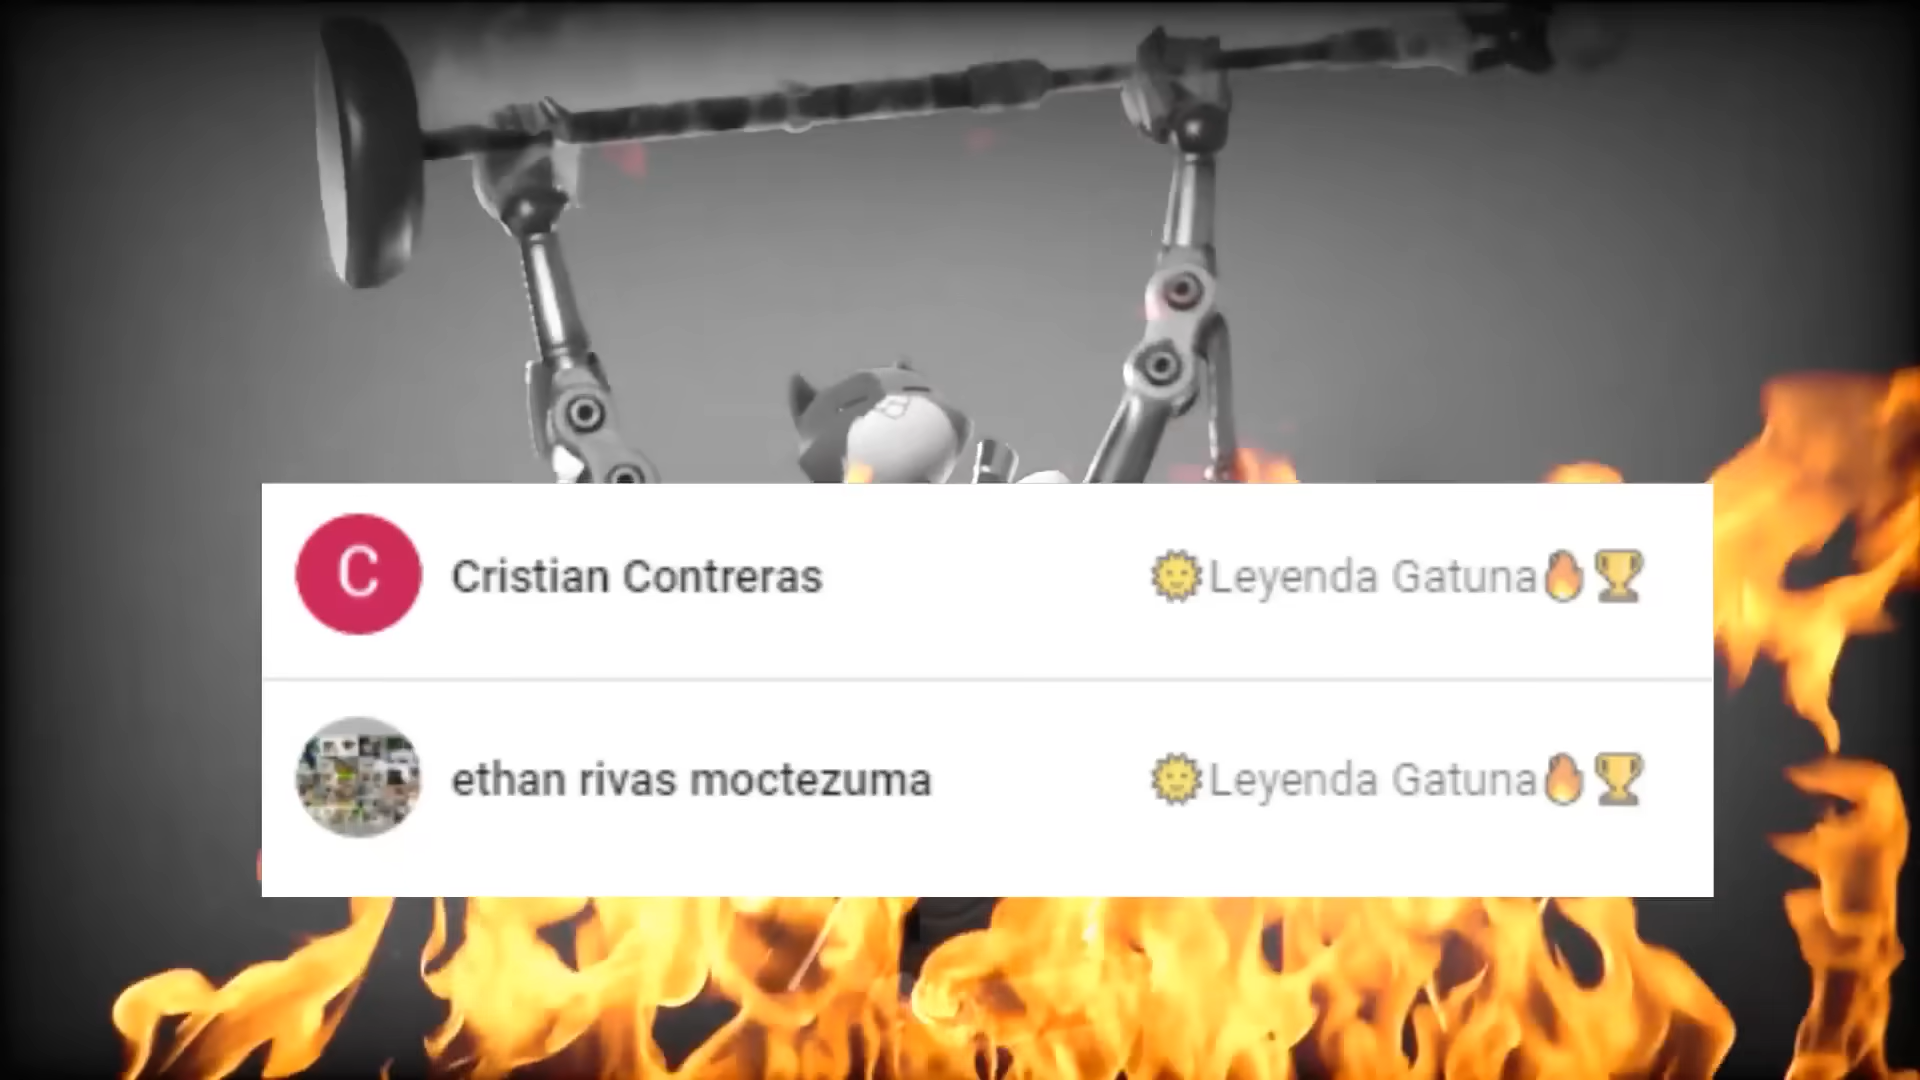 C
Cristian Contreras 🌞Leyenda Gatuna🔥🏆
ethan rivas moctezuma 🌞Leyenda Gatuna🔥🏆